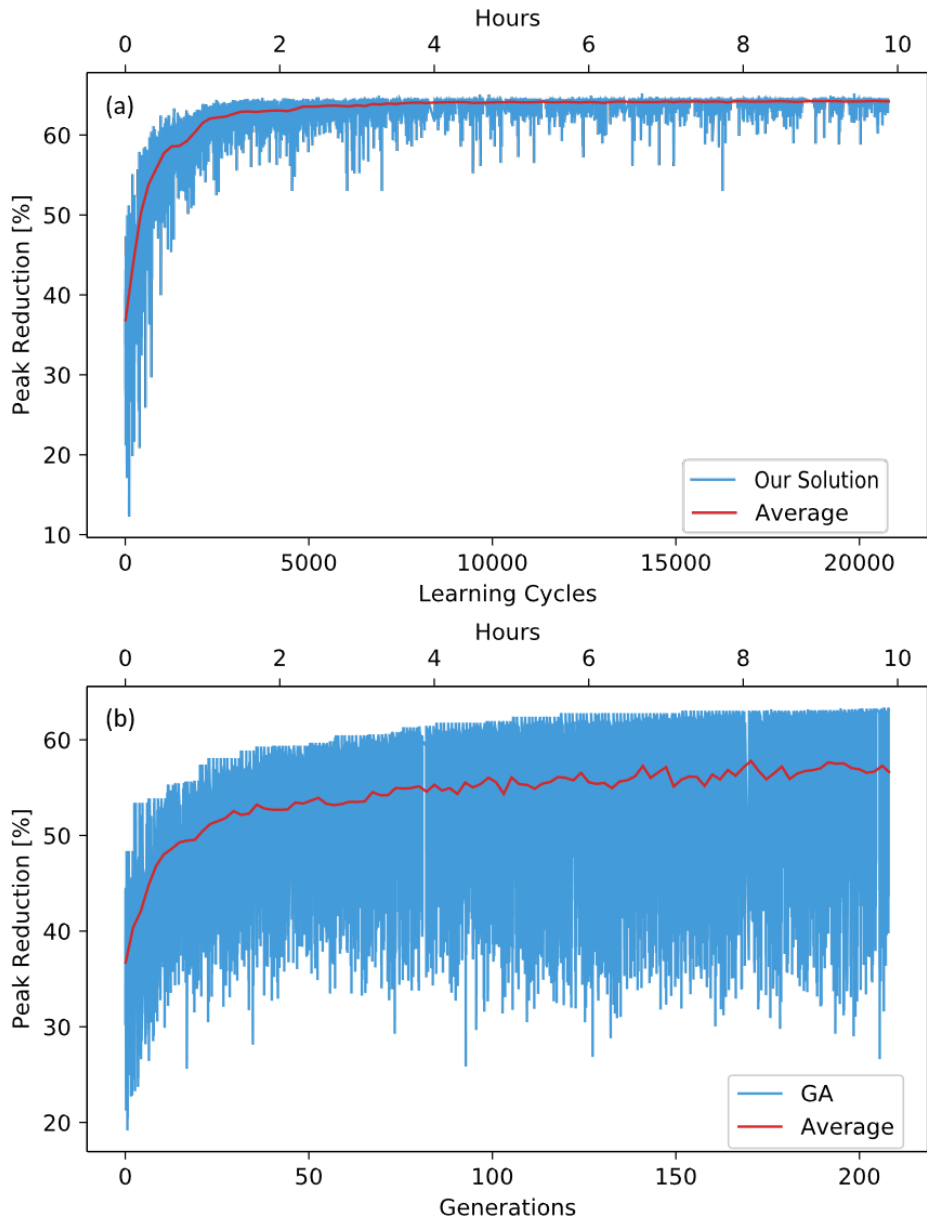 Hours
0 2 4 6 8 10
(a)
60
50
40
30
20
10
Peak Reduction [%]
Our Solution
Average
0 5000 10000 15000 20000
Learning Cycles
Hours
0 2 4 6 8 10
(b)
60
50
40
30
20
Peak Reduction [%]
GA
Average
0 50 100 150 200
Generations